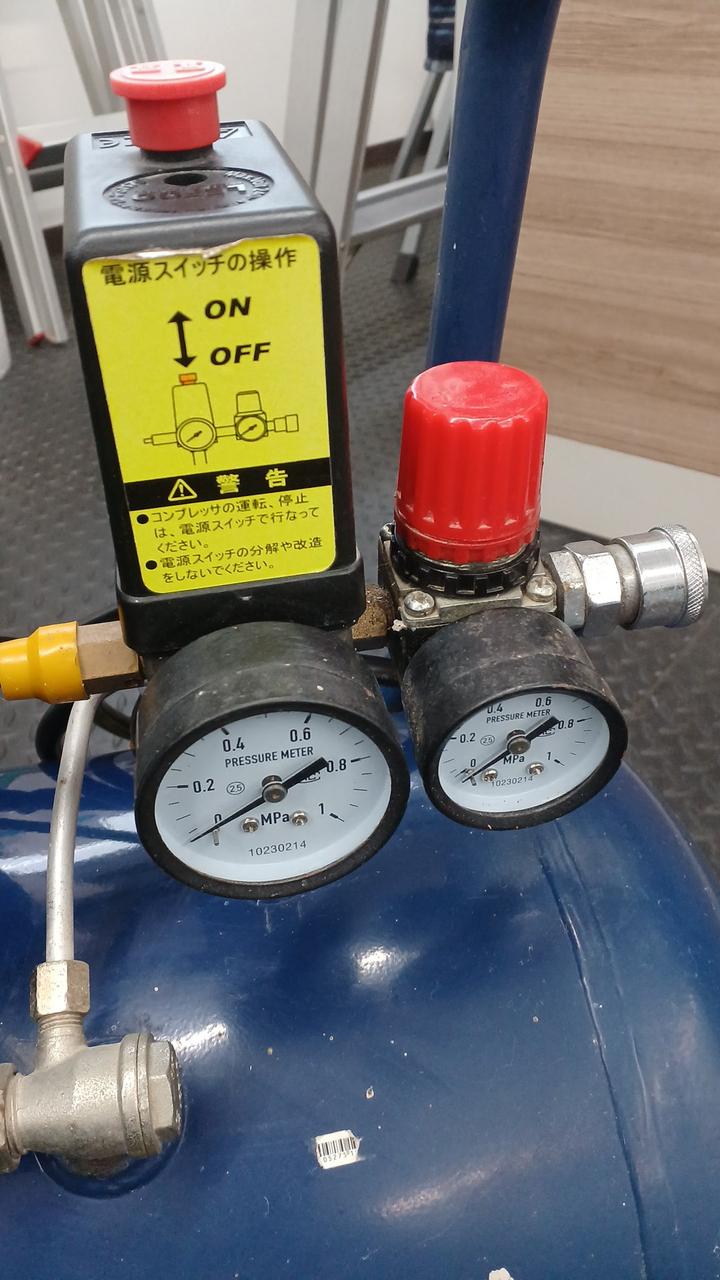 電源スイッチの操作
ON
OFF
警告
●コンプレッサの運転、停止
は、電源スイッチで行なって
ください。
●電源スイッチの分解や改造
をしないでください。
0.4 0.6
PRESSURE METER
0.2 2.5 0.8
0 MPa 1
10230214
0.4 0.6
PRESSURE METER
0.2 2.5 0.8
0 MPa 1
10230214